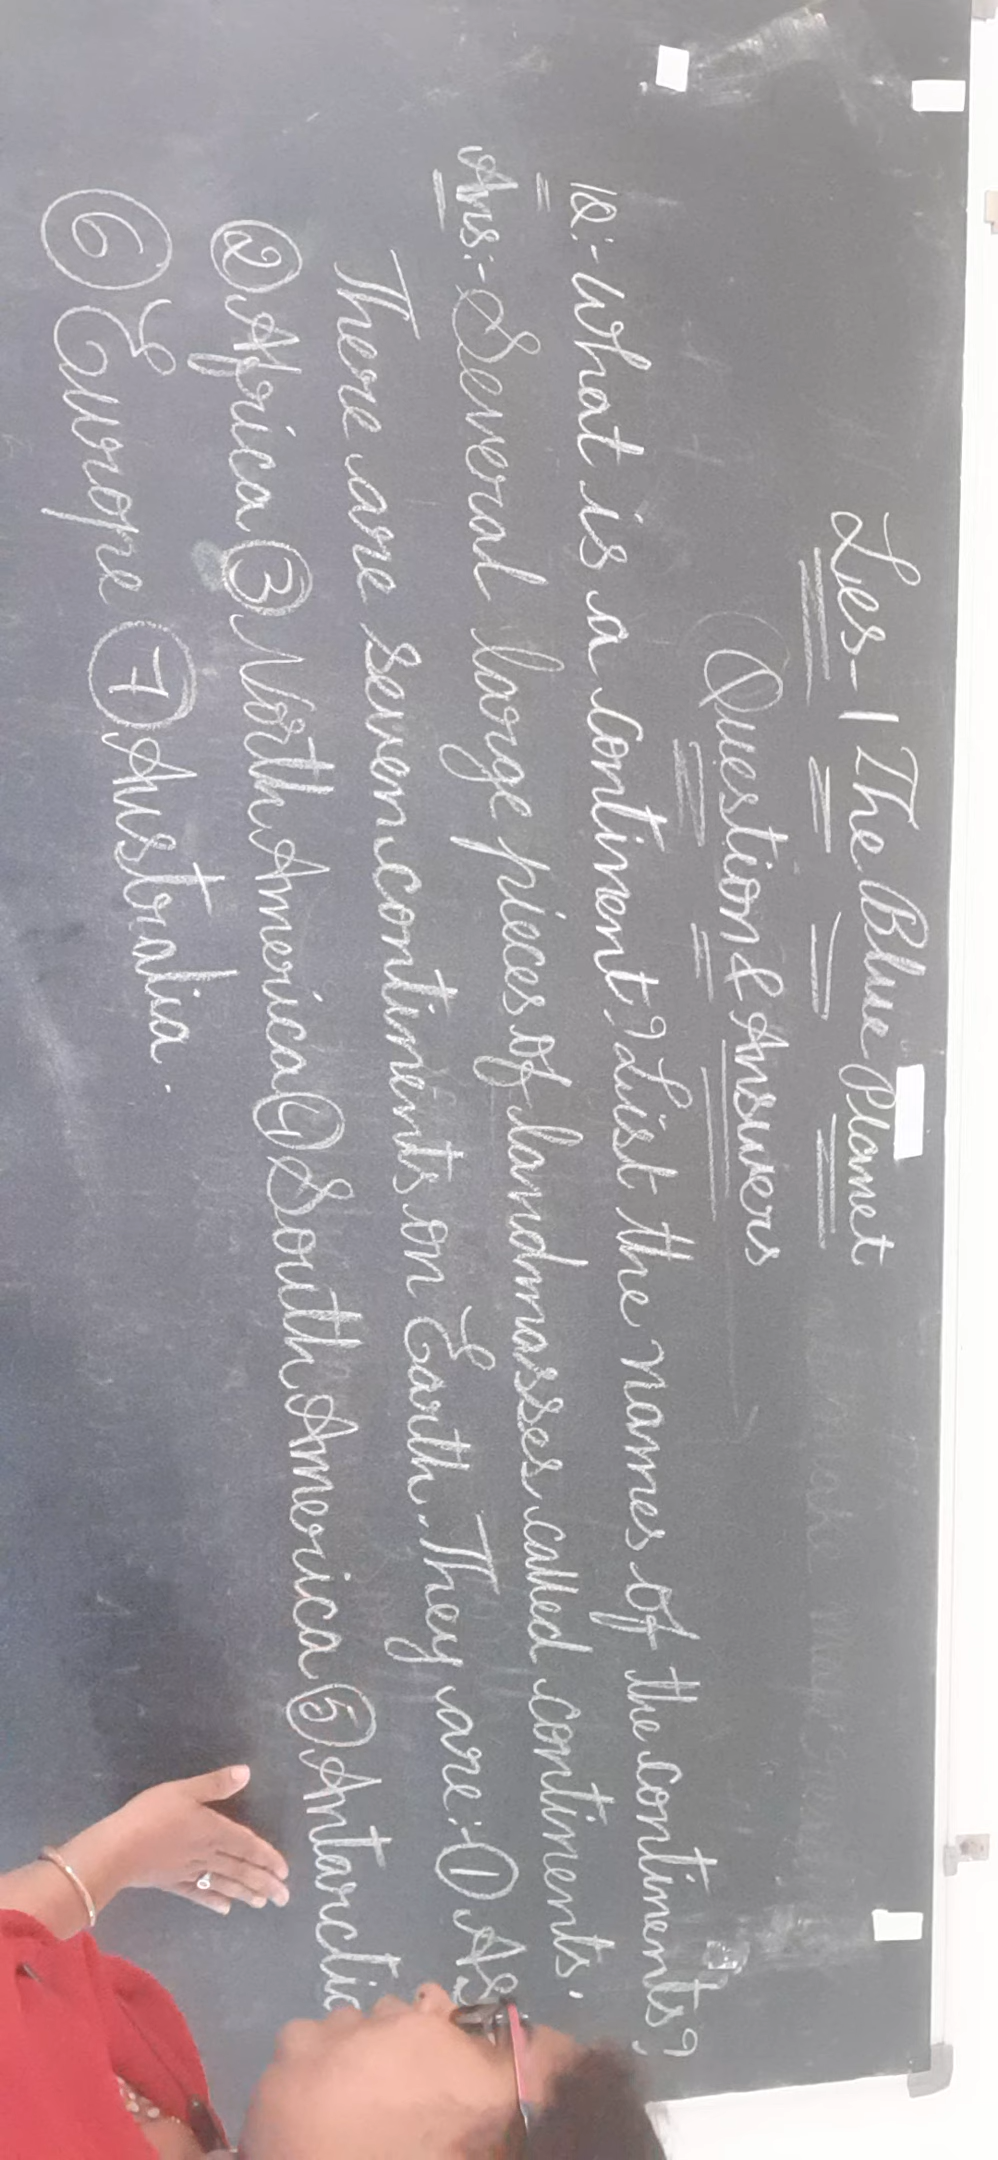 Les-1 The Blue Planet
Question & Answers
1Q:- What is a continent? List the names of the continents?
Ans:- Several large pieces of landmasses called continents.
There are seven continents on Earth. They are:- ① As
② Africa ③ North America ④ South America ⑤ Antarctic
⑥ Europe ⑦ Australia.